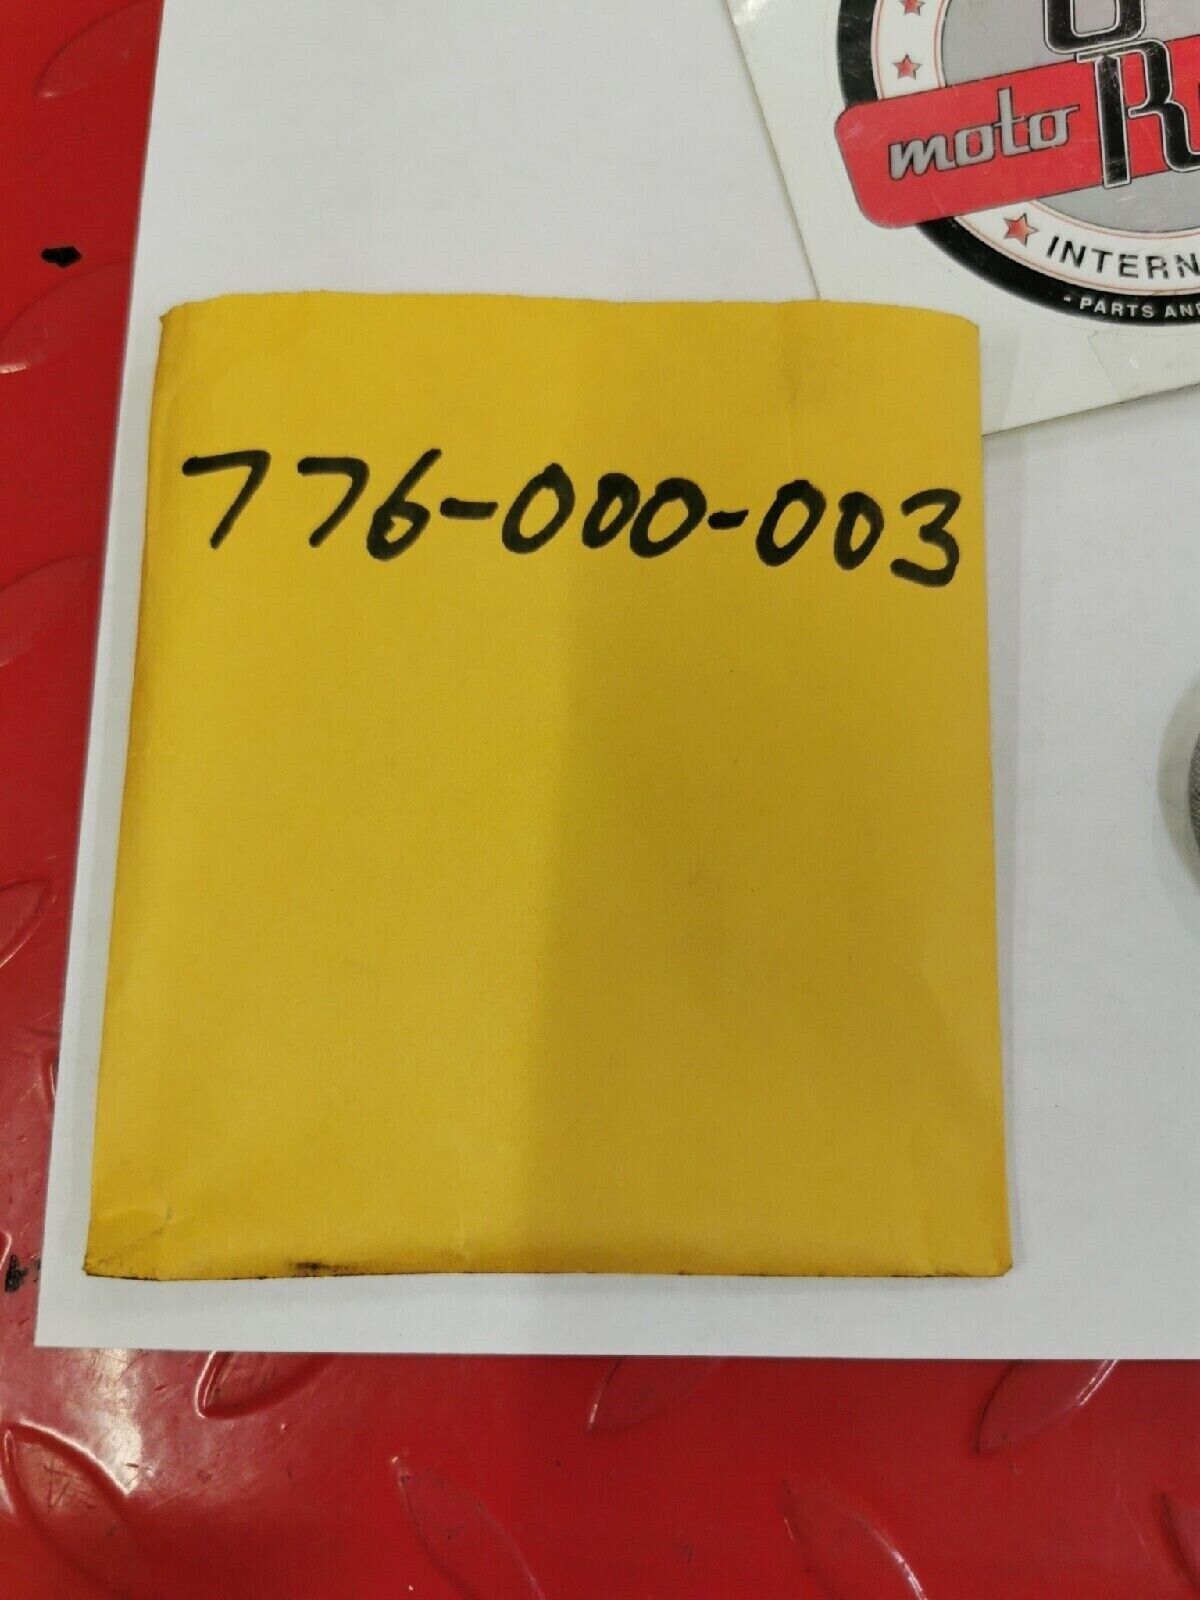 moto
INTERN
- PARTS AN
776-000-003